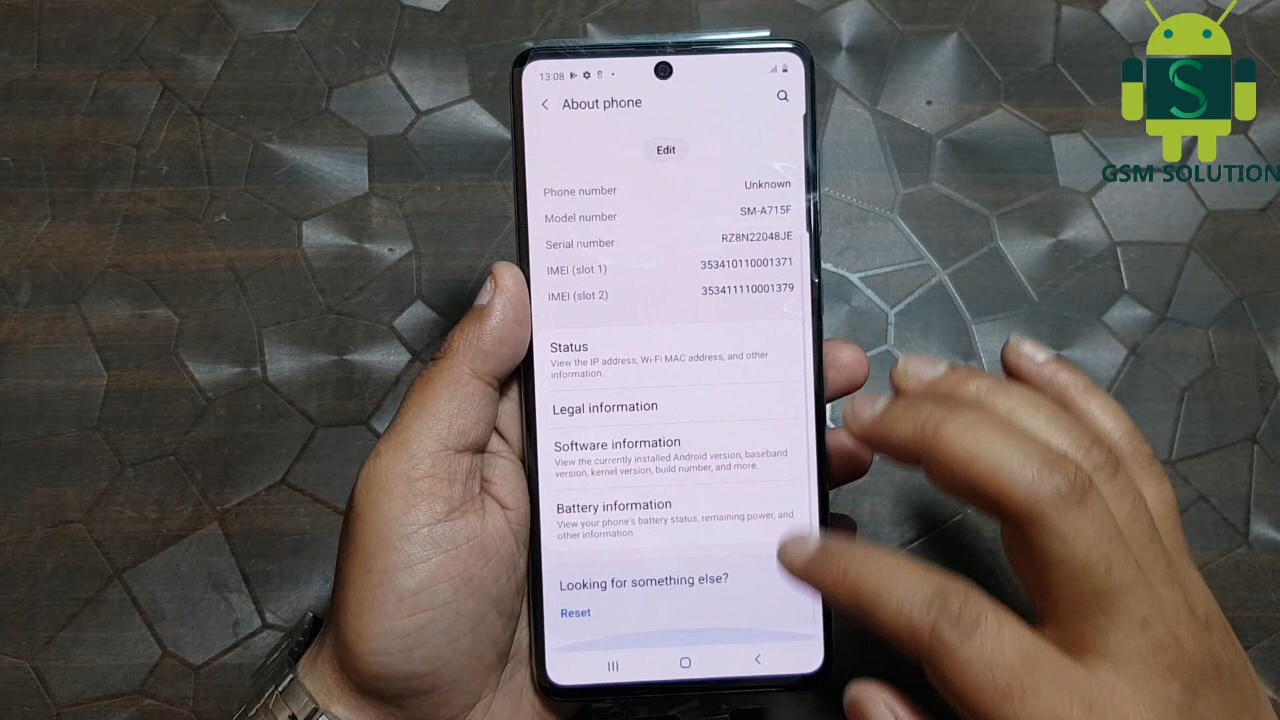 13:08
About phone
Edit
Phone number Unknown
Model number SM-A715F
Serial number RZ8N22048JE
IMEI (slot 1) 353410110001371
IMEI (slot 2) 353411110001379
Status
View the IP address, Wi-Fi MAC address, and other
information.
Legal information
Software information
View the currently installed Android version, baseband
version, kernel version, build number, and more.
Battery information
View your phone's battery status, remaining power, and
other information.
Looking for something else?
Reset
S
GSM SOLUTION